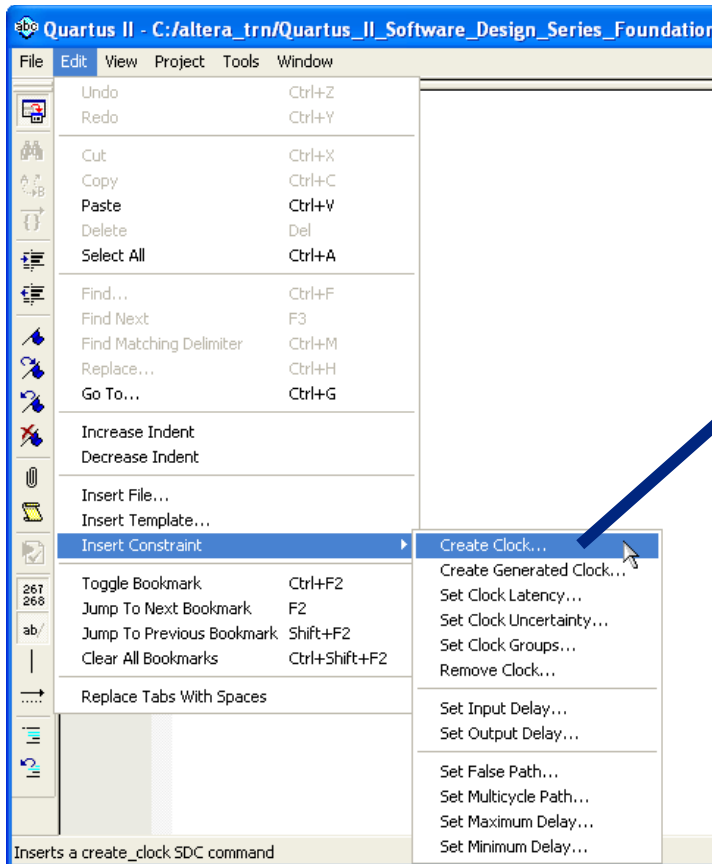 abc Quartus II - C:/altera_trn/Quartus_II_Software_Design_Series_Foundation
File Edit View Project Tools Window
Undo Ctrl+Z
Redo Ctrl+Y
Cut Ctrl+X
Copy Ctrl+C
Paste Ctrl+V
Delete Del
Select All Ctrl+A
Find... Ctrl+F
Find Next F3
Find Matching Delimiter Ctrl+M
Replace... Ctrl+H
Go To... Ctrl+G
Increase Indent
Decrease Indent
Insert File...
Insert Template...
Insert Constraint
Toggle Bookmark Ctrl+F2
Jump To Next Bookmark F2
Jump To Previous Bookmark Shift+F2
Clear All Bookmarks Ctrl+Shift+F2
Replace Tabs With Spaces
Create Clock...
Create Generated Clock...
Set Clock Latency...
Set Clock Uncertainty...
Set Clock Groups...
Remove Clock...
Set Input Delay...
Set Output Delay...
Set False Path...
Set Multicycle Path...
Set Maximum Delay...
Set Minimum Delay...
A
B
{}
267
268
ab/
Inserts a create_clock SDC command